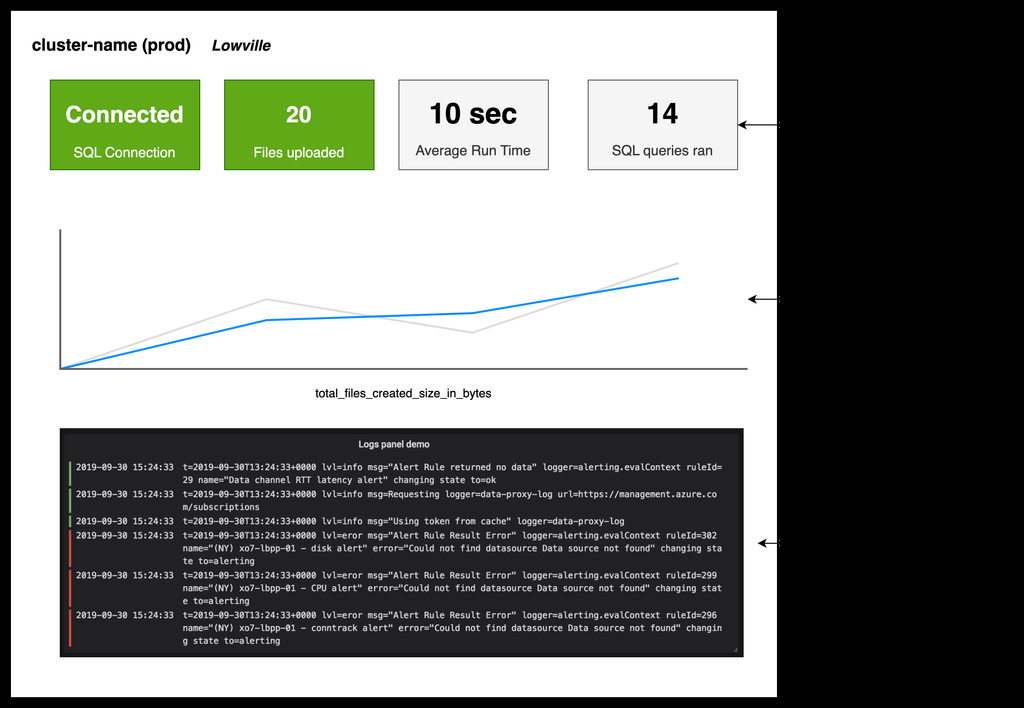 cluster-name (prod) Lowville
Connected
SQL Connection
20
Files uploaded
10 sec
Average Run Time
14
SQL queries ran
total_files_created_size_in_bytes
Logs panel demo
2019-09-30 15:24:33 t=2019-09-30T13:24:33+0000 lvl=info msg="Alert Rule returned no data" logger=alerting.evalContext ruleId=
29 name="Data channel RTT latency alert" changing state to=ok
2019-09-30 15:24:33 t=2019-09-30T13:24:33+0000 lvl=info msg=Requesting logger=data-proxy-log url=https://management.azure.co
m/subscriptions
2019-09-30 15:24:33 t=2019-09-30T13:24:33+0000 lvl=info msg="Using token from cache" logger=data-proxy-log
2019-09-30 15:24:33 t=2019-09-30T13:24:33+0000 lvl=eror msg="Alert Rule Result Error" logger=alerting.evalContext ruleId=302
name="(NY) xo7-lbpp-01 - disk alert" error="Could not find datasource Data source not found" changing sta
te to=alerting
2019-09-30 15:24:33 t=2019-09-30T13:24:33+0000 lvl=eror msg="Alert Rule Result Error" logger=alerting.evalContext ruleId=299
name="(NY) xo7-lbpp-01 - CPU alert" error="Could not find datasource Data source not found" changing stat
e to=alerting
2019-09-30 15:24:33 t=2019-09-30T13:24:33+0000 lvl=eror msg="Alert Rule Result Error" logger=alerting.evalContext ruleId=296
name="(NY) xo7-lbpp-01 - conntrack alert" error="Could not find datasource Data source not found" changin
g state to=alerting